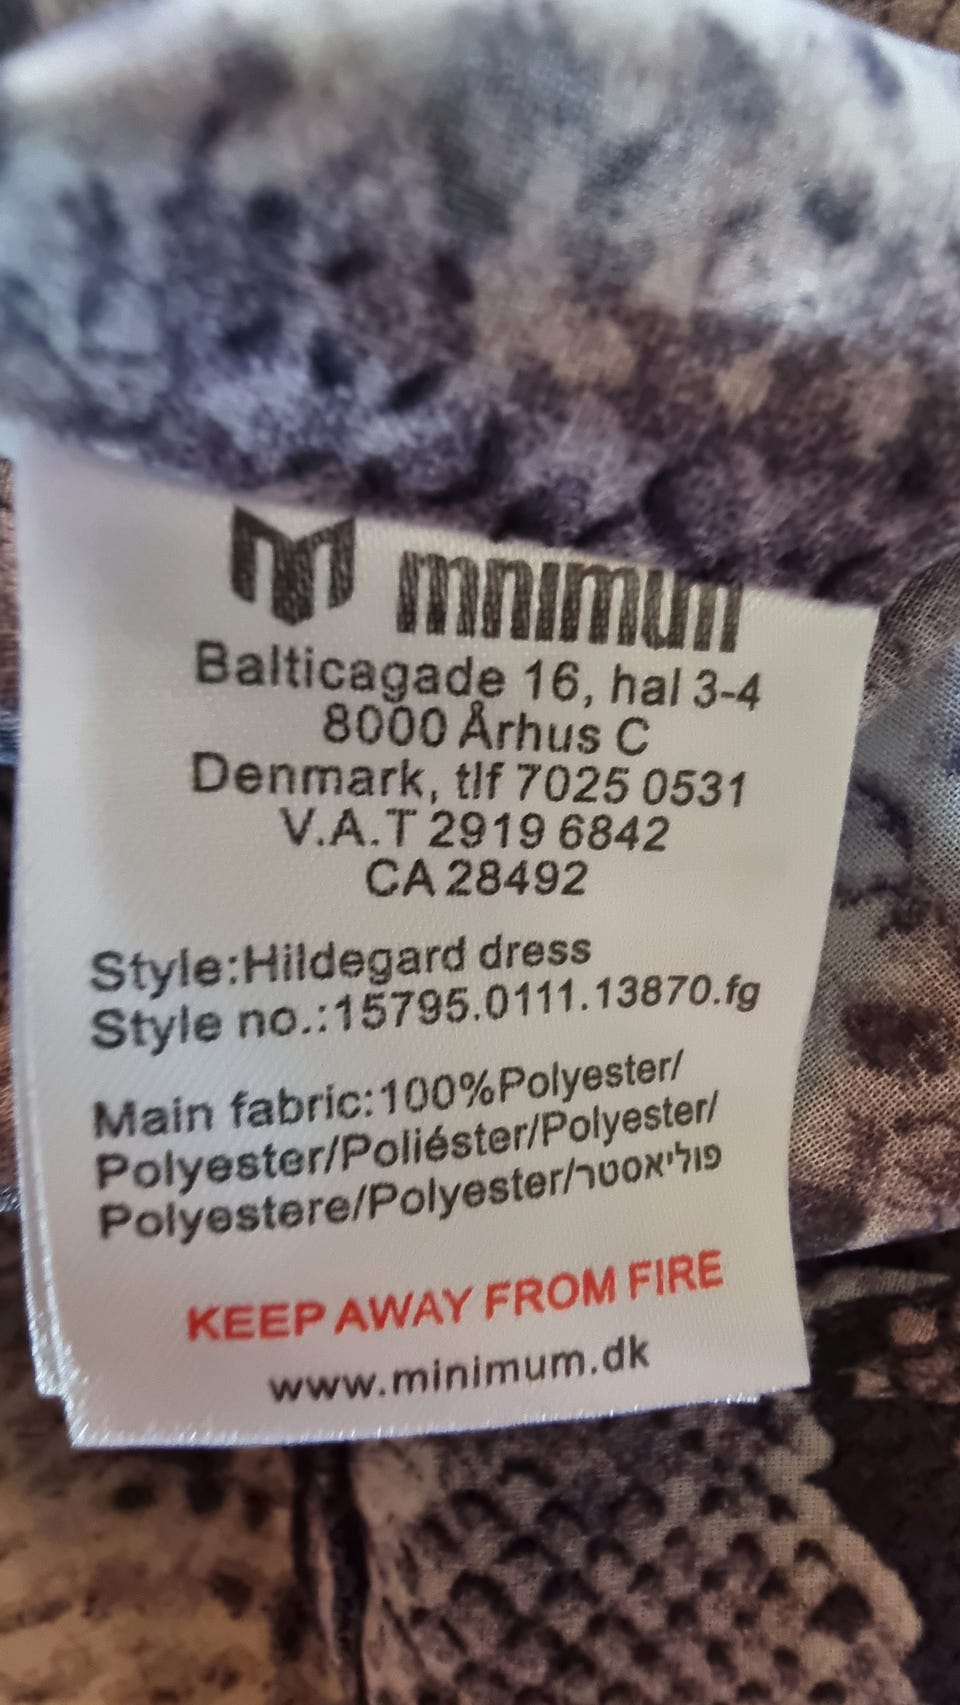 minimum
Balticagade 16, hal 3-4
8000 Århus C
Denmark, tlf 7025 0531
V.A.T 2919 6842
CA 28492
Style:Hildegard dress
Style no.:15795.0111.13870.fg
Main fabric:100%Polyester/
Polyester/Poliéster/Polyester/
Polyestere/Polyester/פוליאסטר
KEEP AWAY FROM FIRE
www.minimum.dk